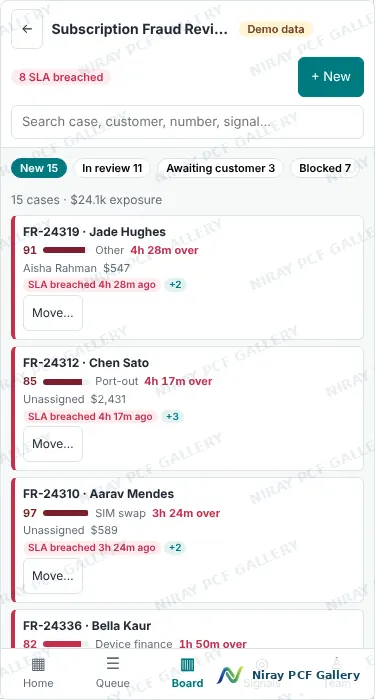 ← Subscription Fraud Revi... Demo data
8 SLA breached + New
Search case, customer, number, signal...
New 15 In review 11 Awaiting customer 3 Blocked 7
15 cases · $24.1k exposure
FR-24319 · Jade Hughes
91 Other 4h 28m over
Aisha Rahman $547
SLA breached 4h 28m ago +2
Move...
FR-24312 · Chen Sato
85 Port-out 4h 17m over
Unassigned $2,431
SLA breached 4h 17m ago +3
Move...
FR-24310 · Aarav Mendes
97 SIM swap 3h 24m over
Unassigned $589
SLA breached 3h 24m ago +2
Move...
FR-24336 · Bella Kaur
82 Device finance 1h 50m over
Home Queue Board Signals Team
Niray PCF Gallery
NIRAY PCF GALLERY